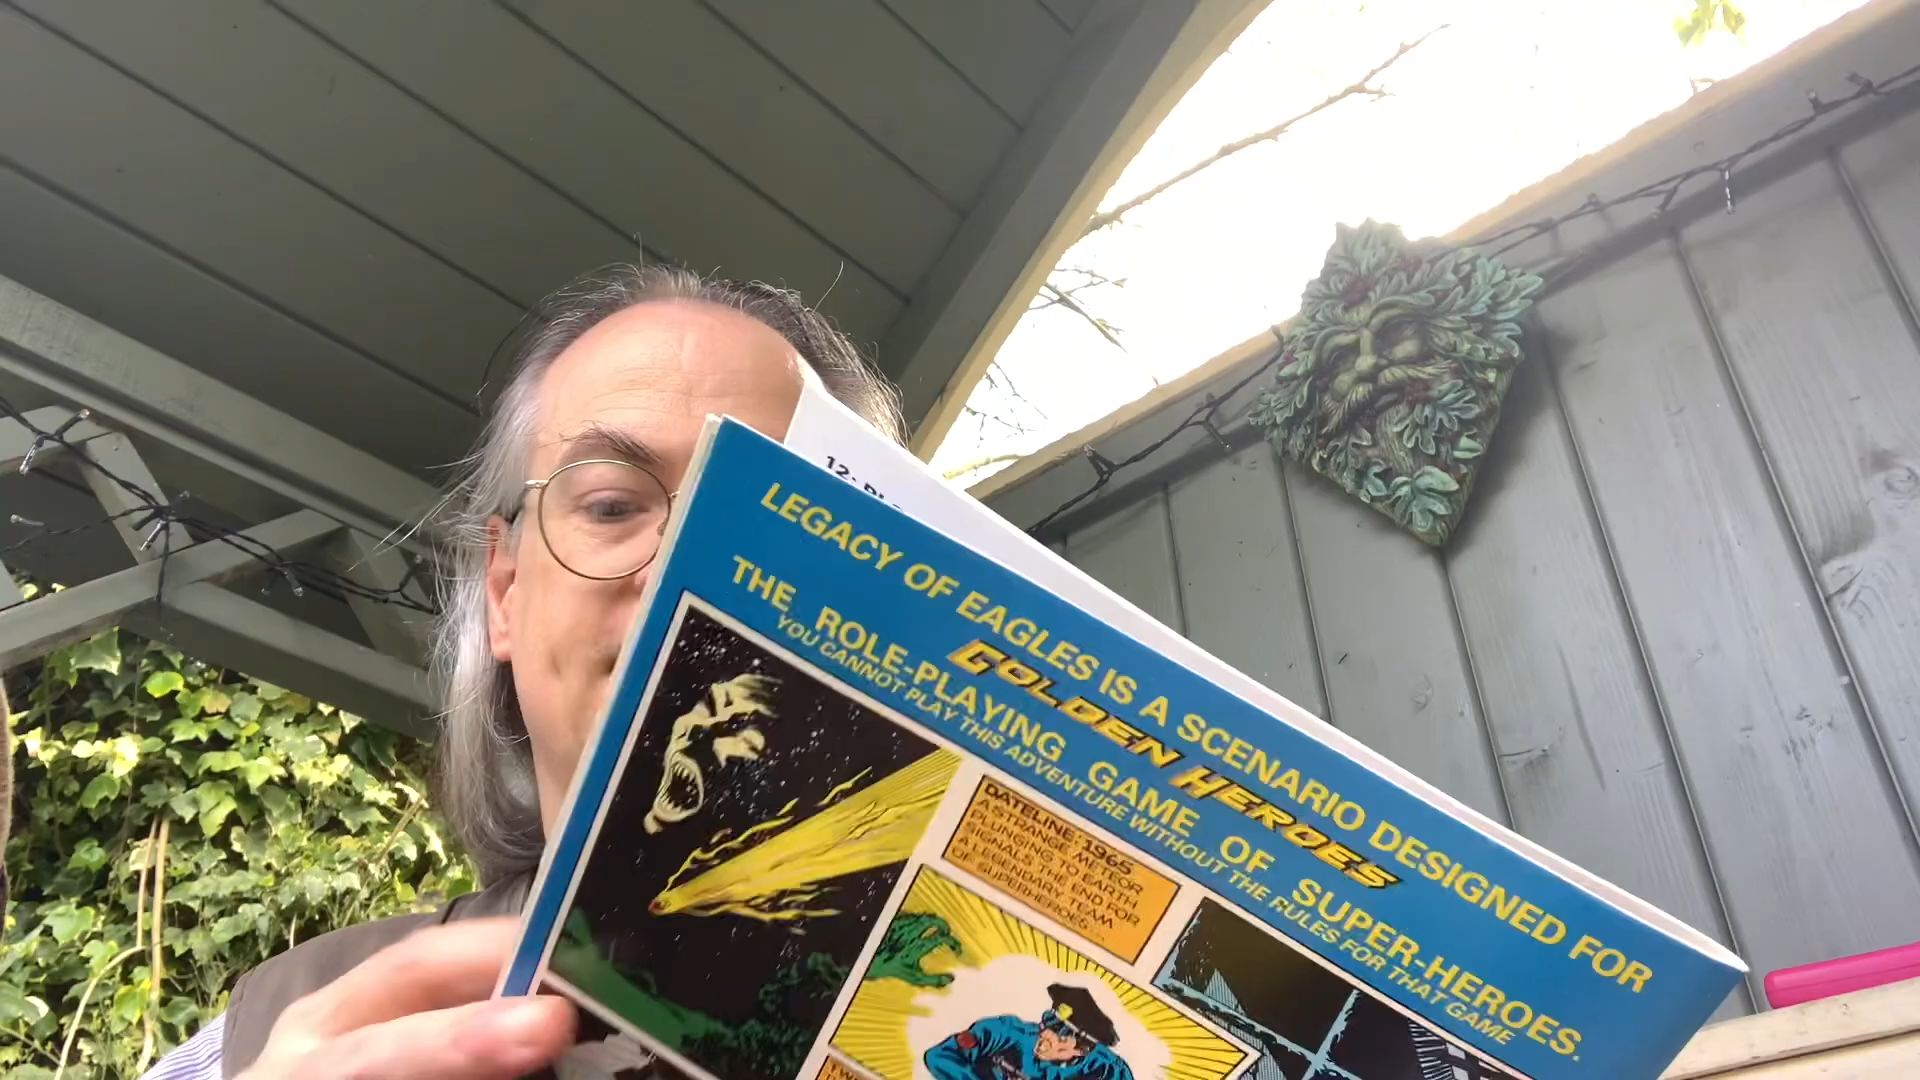 12:
LEGACY OF EAGLES IS A SCENARIO DESIGNED FOR
THE ROLE-PLAYING GAME OF SUPER-HEROES.
GOLDEN HEROES
YOU CANNOT PLAY THIS ADVENTURE WITHOUT THE RULES FOR THAT GAME
DATELINE: 1965
A STRANGE METEOR
PLUNGING TO EARTH
SIGNALS THE END FOR
A LEGENDARY TEAM
OF SUPERHEROES...